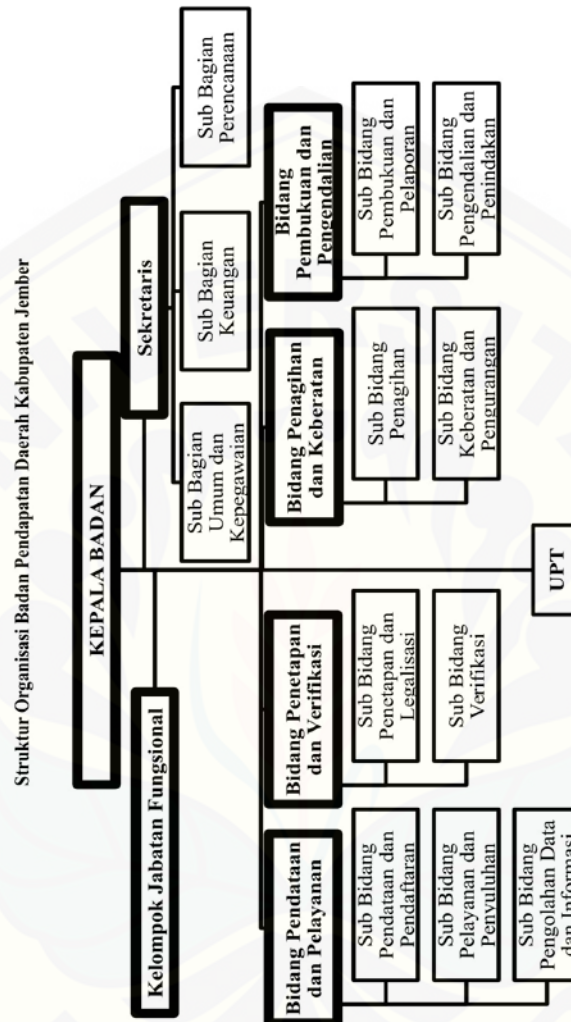 Struktur Organisasi Badan Pendapatan Daerah Kabupaten Jember
KEPALA BADAN
Kelompok Jabatan Fungsional
Sekretaris
Sub Bagian
Umum dan
Kepegawaian
Sub Bagian
Keuangan
Sub Bagian
Perencanaan
Bidang Pendataan
dan Pelayanan
Bidang Penetapan
dan Verifikasi
Bidang Penagihan
dan Keberatan
Bidang
Pembukuan dan
Pengendalian
Sub Bidang
Pendataan dan
Pendaftaran
Sub Bidang
Penetapan dan
Legalisasi
Sub Bidang
Penagihan
Sub Bidang
Pembukuan dan
Pelaporan
Sub Bidang
Pelayanan dan
Penyuluhan
Sub Bidang
Verifikasi
Sub Bidang
Keberatan dan
Pengurangan
Sub Bidang
Pengendalian dan
Penindakan
Sub Bidang
Pengolahan Data
dan Informasi
UPT